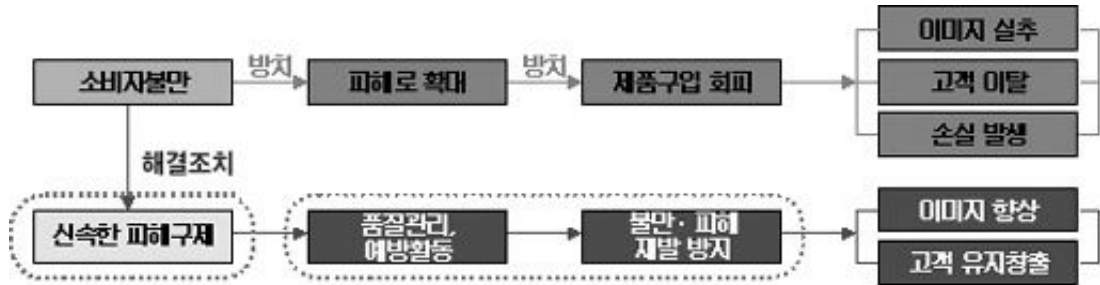 이미지 실추
소비자불만
방치
피해로 확대
방치
제품구입 회피
고객 이탈
손실 발생
해결조치
신속한 피해구제
품질관리,
예방활동
불만· 피해
재발 방지
이미지 향상
고객 유지창출